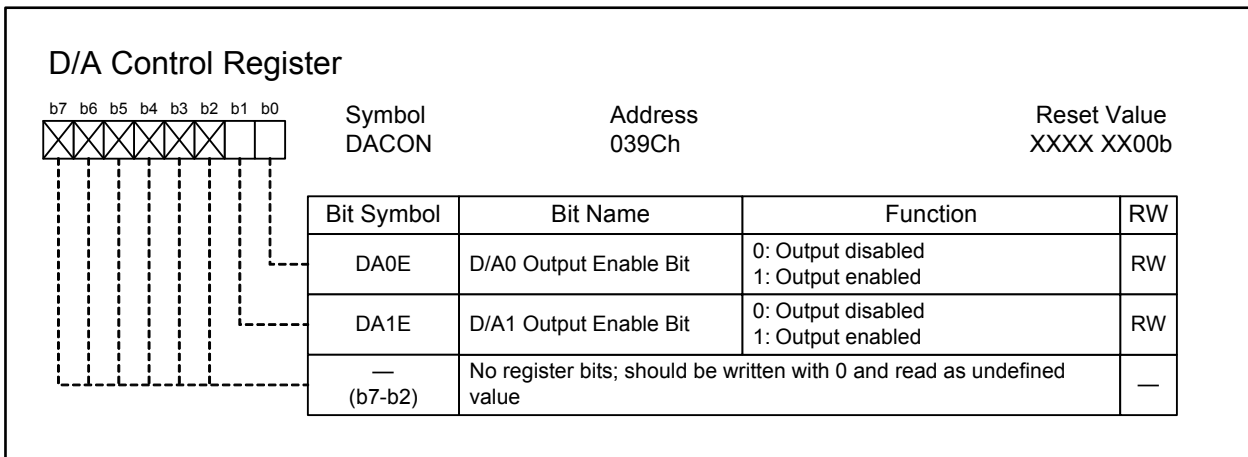 D/A Control Register
b7 b6 b5 b4 b3 b2 b1 b0
Symbol Address Reset Value
DACON 039Ch XXXX XX00b
Bit Symbol Bit Name Function RW
DA0E D/A0 Output Enable Bit 0: Output disabled
1: Output enabled RW
DA1E D/A1 Output Enable Bit 0: Output disabled
1: Output enabled RW
—
(b7-b2) No register bits; should be written with 0 and read as undefined
value —